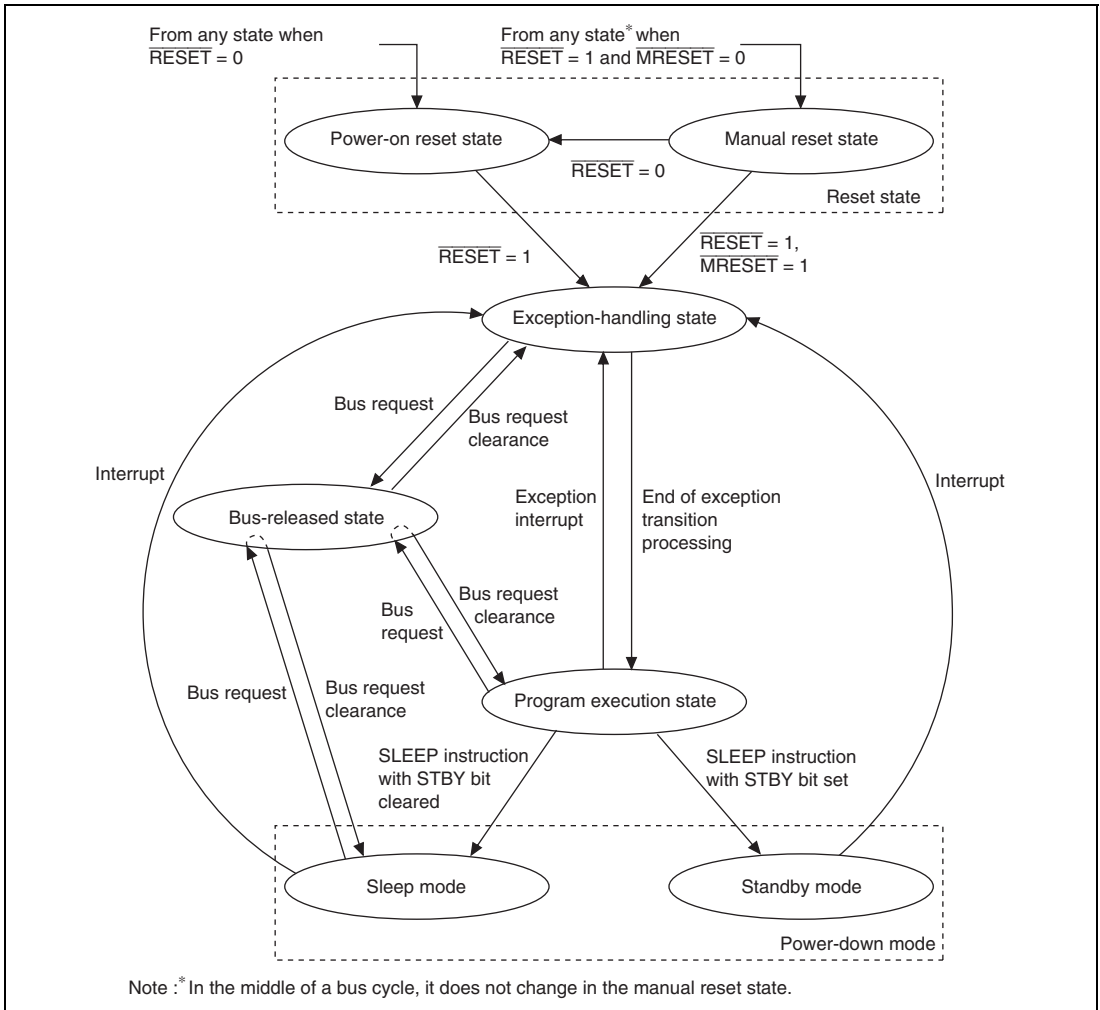 From any state when
RESET = 0
From any state* when
RESET = 1 and MRESET = 0
Power-on reset state
Manual reset state
RESET = 0
Reset state
RESET = 1
RESET = 1,
MRESET = 1
Exception-handling state
Bus request
Bus request
clearance
Interrupt
Interrupt
Exception
interrupt
End of exception
transition
processing
Bus-released state
Bus request
clearance
Bus
request
Bus request
Bus request
clearance
Program execution state
SLEEP instruction
with STBY bit
cleared
SLEEP instruction
with STBY bit set
Sleep mode
Standby mode
Power-down mode
Note :* In the middle of a bus cycle, it does not change in the manual reset state.